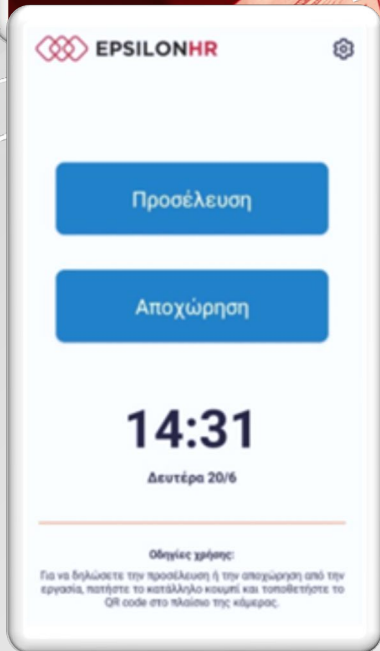 EPSILONHR
Προσέλευση
Αποχώρηση
14:31
Δευτέρα 20/6
Οδηγίες χρήσης:
Για να δηλώσετε την προσέλευση ή την αποχώρηση από την
εργασία, πατήστε το κατάλληλο κουμπί και τοποθετήστε το
QR code στο πλαίσιο της κάμερας.